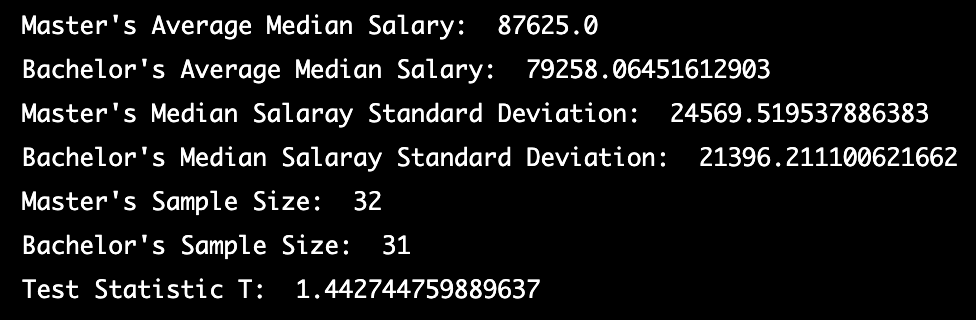 Master's Average Median Salary:  87625.0
Bachelor's Average Median Salary:  79258.06451612903
Master's Median Salaray Standard Deviation:  24569.519537886383
Bachelor's Median Salaray Standard Deviation:  21396.211100621662
Master's Sample Size:  32
Bachelor's Sample Size:  31
Test Statistic T:  1.442744759889637